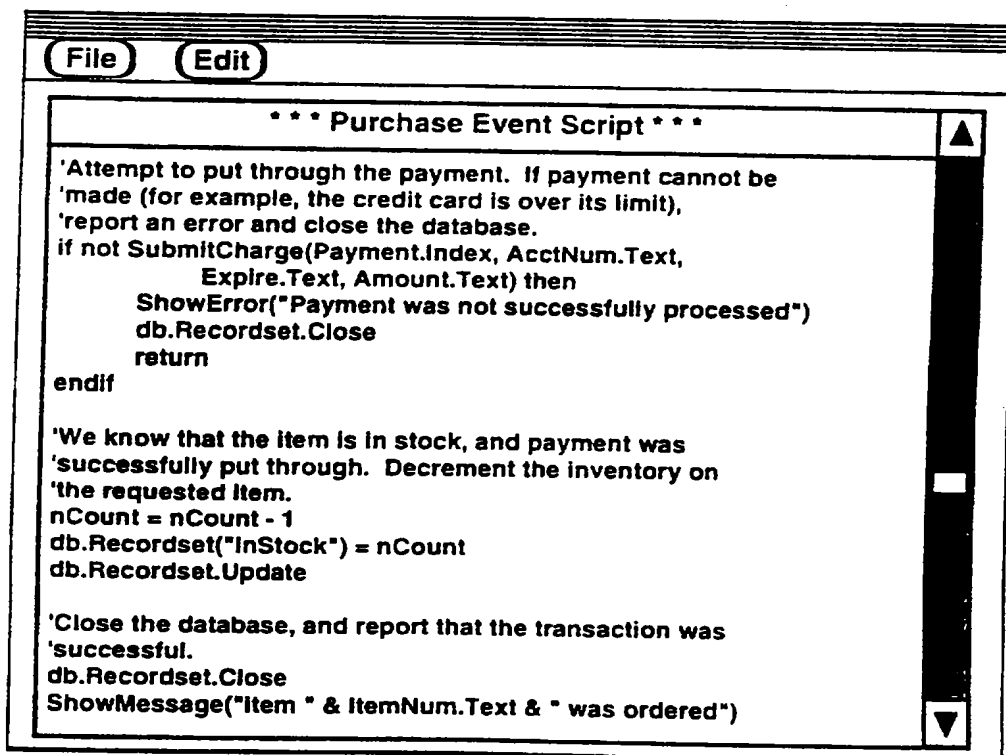 File Edit
* * * Purchase Event Script * * *
'Attempt to put through the payment. If payment cannot be
'made (for example, the credit card is over its limit),
'report an error and close the database.
if not SubmitCharge(Payment.Index, AcctNum.Text,
Expire.Text, Amount.Text) then
ShowError("Payment was not successfully processed")
db.Recordset.Close
return
endif
'We know that the item is in stock, and payment was
'successfully put through. Decrement the inventory on
'the requested item.
nCount = nCount - 1
db.Recordset("InStock") = nCount
db.Recordset.Update
'Close the database, and report that the transaction was
'successful.
db.Recordset.Close
ShowMessage("Item " & ItemNum.Text & " was ordered")